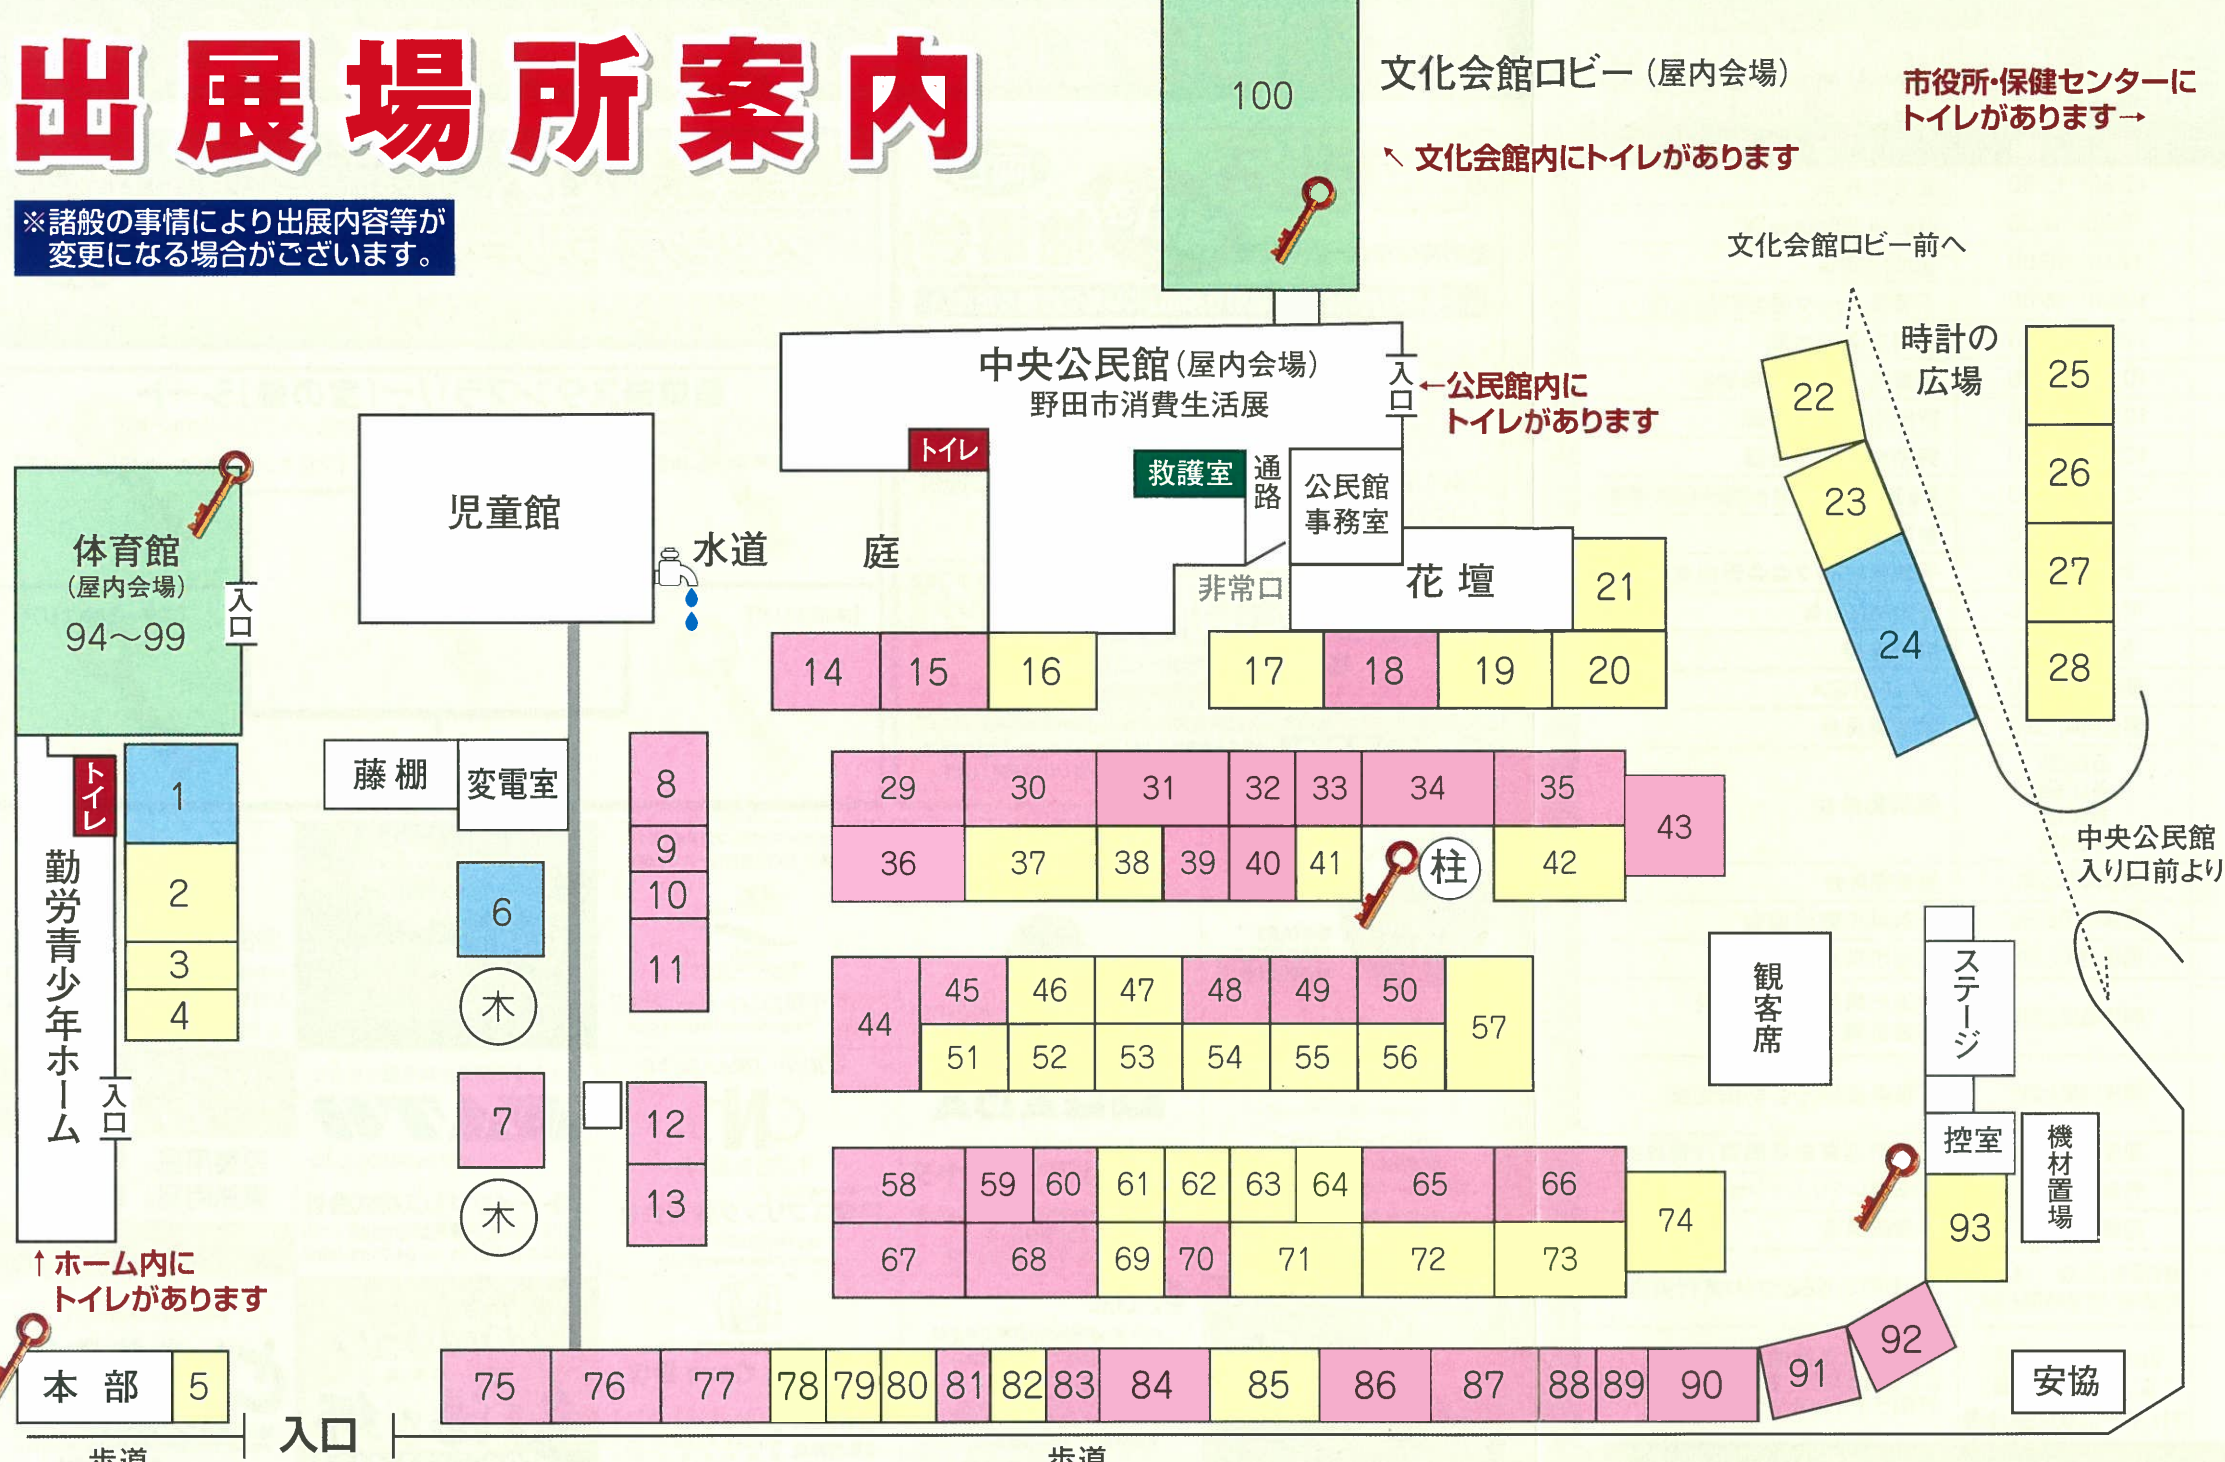 出展場所案内
※諸般の事情により出展内容等が
変更になる場合がございます。
100
文化会館ロビー（屋内会場）
↖ 文化会館内にトイレがあります
市役所・保健センターに
トイレがあります→
文化会館ロビー前へ
時計の
広場
22
23
24
25
26
27
28
中央公民館（屋内会場）
野田市消費生活展
入口
←公民館内に
トイレがあります
トイレ
救護室
通路
公民館
事務室
非常口
花壇
児童館
水道
庭
体育館
（屋内会場）
94～99
入口
14
15
16
17
18
19
20
21
トイレ
勤労青少年ホーム
入口
1
2
3
4
藤棚
変電室
6
木
7
木
8
9
10
11
12
13
29
30
31
32
33
34
35
36
37
38
39
40
41
柱
42
43
44
45
46
47
48
49
50
51
52
53
54
55
56
57
58
59
60
61
62
63
64
65
66
67
68
69
70
71
72
73
74
中央公民館
入り口前より
観客席
ステージ
控室
機材置場
93
↑ホーム内に
トイレがあります
本部
5
75
76
77
78
79
80
81
82
83
84
85
86
87
88
89
90
91
92
安協
入口
歩道
歩道